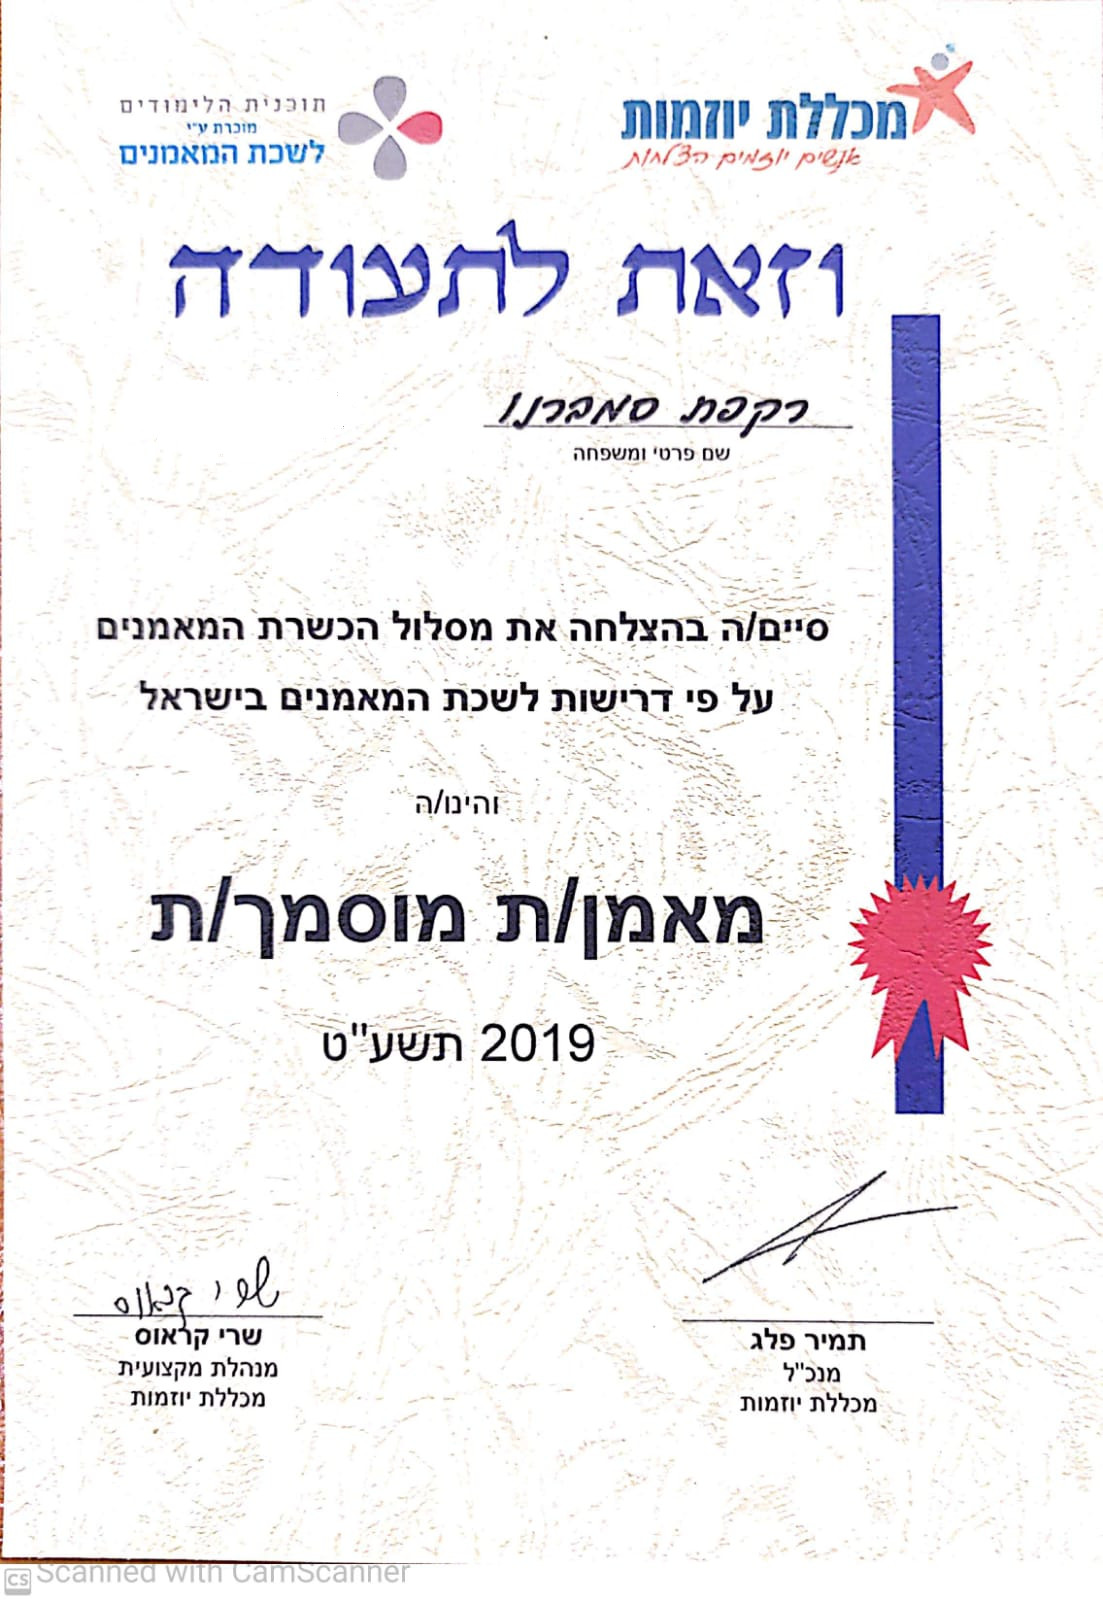 מכללת יוזמות
אנשים יוזמים הצלחות
תוכנית הלימודים
מוכרת ע"י
לשכת המאמנים
וזאת לתעודה
רקפת סמברנו
שם פרטי ומשפחה
סיים/ה בהצלחה את מסלול הכשרת המאמנים
על פי דרישות לשכת המאמנים בישראל
והינו/ה
מאמן/ת מוסמך/ת
2019 תשע"ט
תמיר פלג
מנכ"ל
מכללת יוזמות
שרי קראוס
שרי קראוס
מנהלת מקצועית
מכללת יוזמות
CS Scanned with CamScanner